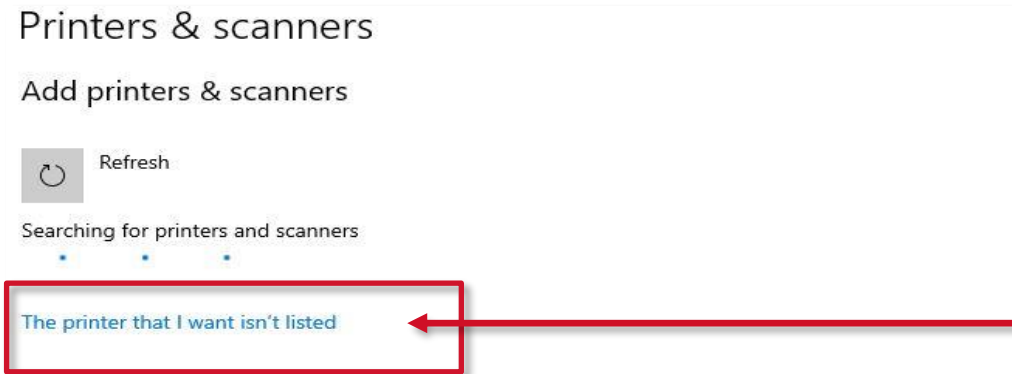 Printers & scanners
Add printers & scanners
Refresh
Searching for printers and scanners
The printer that I want isn't listed